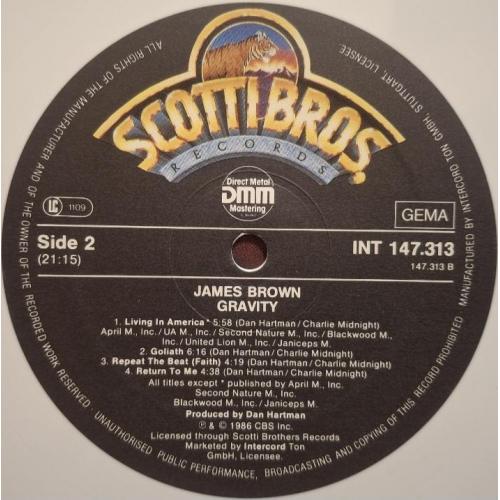 SCOTTI BROS.
RECORDS
Direct Metal
DMM
Mastering
LC 1109
GEMA
Side 2
(21:15)
INT 147.313
147.313 B
JAMES BROWN
GRAVITY
1. Living In America* 5:58 (Dan Hartman/Charlie Midnight)
April M., Inc./UA M., Inc/Second Nature M., Inc./Blackwood M.,
Inc./United Lion M., Inc./Janiceps M.
2. Goliath 6:16 (Dan Hartman/Charlie Midnight)
3. Repeat The Beat (Faith) 4:19 (Dan Hartman/Charlie Midnight)
4. Return To Me 4:38 (Dan Hartman/Charlie Midnight)
All titles except * published by April M., Inc./
Second Nature M., Inc./
Blackwood M., Inc./Janiceps M.
Produced by Dan Hartman
℗ & © 1986 CBS Inc.
Licensed through Scotti Brothers Records
Marketed by Intercord Ton
GmbH, Licensee.
ALL RIGHTS OF THE MANUFACTURER AND OF THE OWNER OF THE RECORDED WORK RESERVED. · UNAUTHORISED PUBLIC PERFORMANCE, BROADCASTING AND COPYING OF THIS RECORD PROHIBITED · MANUFACTURED BY INTERCORD TON GMBH, STUTTGART, LICENSEE